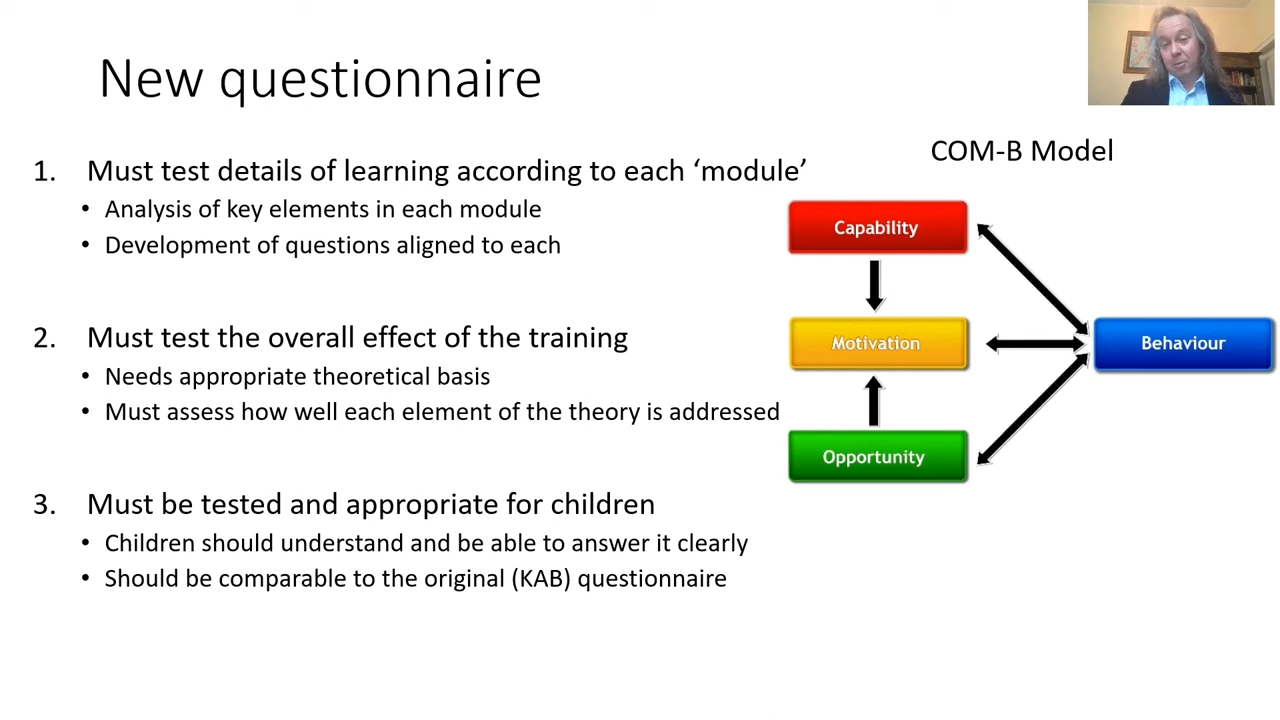 New questionnaire
1. Must test details of learning according to each ‘module’
• Analysis of key elements in each module
• Development of questions aligned to each
2. Must test the overall effect of the training
• Needs appropriate theoretical basis
• Must assess how well each element of the theory is addressed
3. Must be tested and appropriate for children
• Children should understand and be able to answer it clearly
• Should be comparable to the original (KAB) questionnaire
COM-B Model
Capability
Motivation
Behaviour
Opportunity